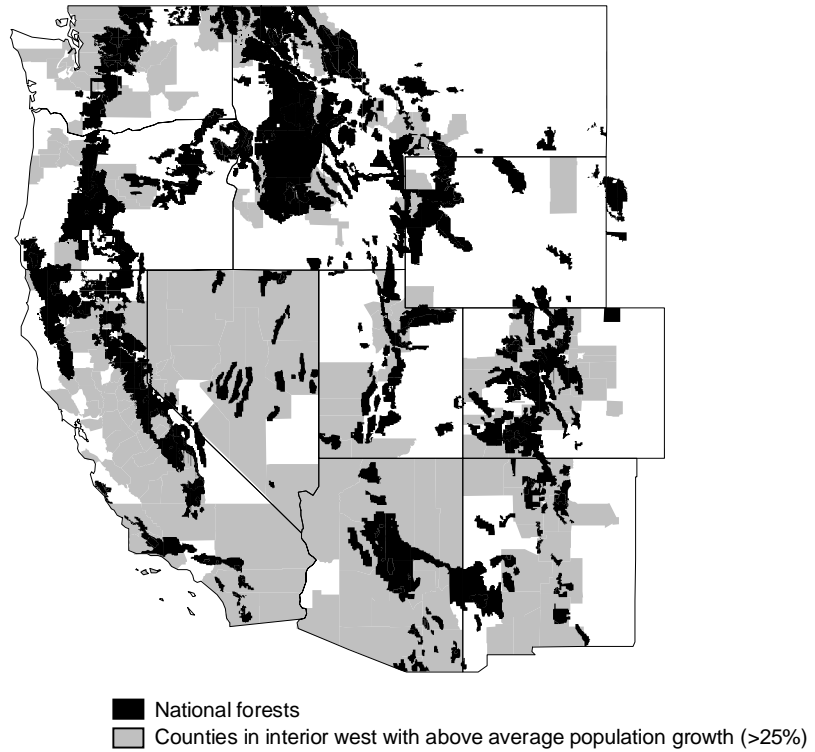 National forests
Counties in interior west with above average population growth (>25%)